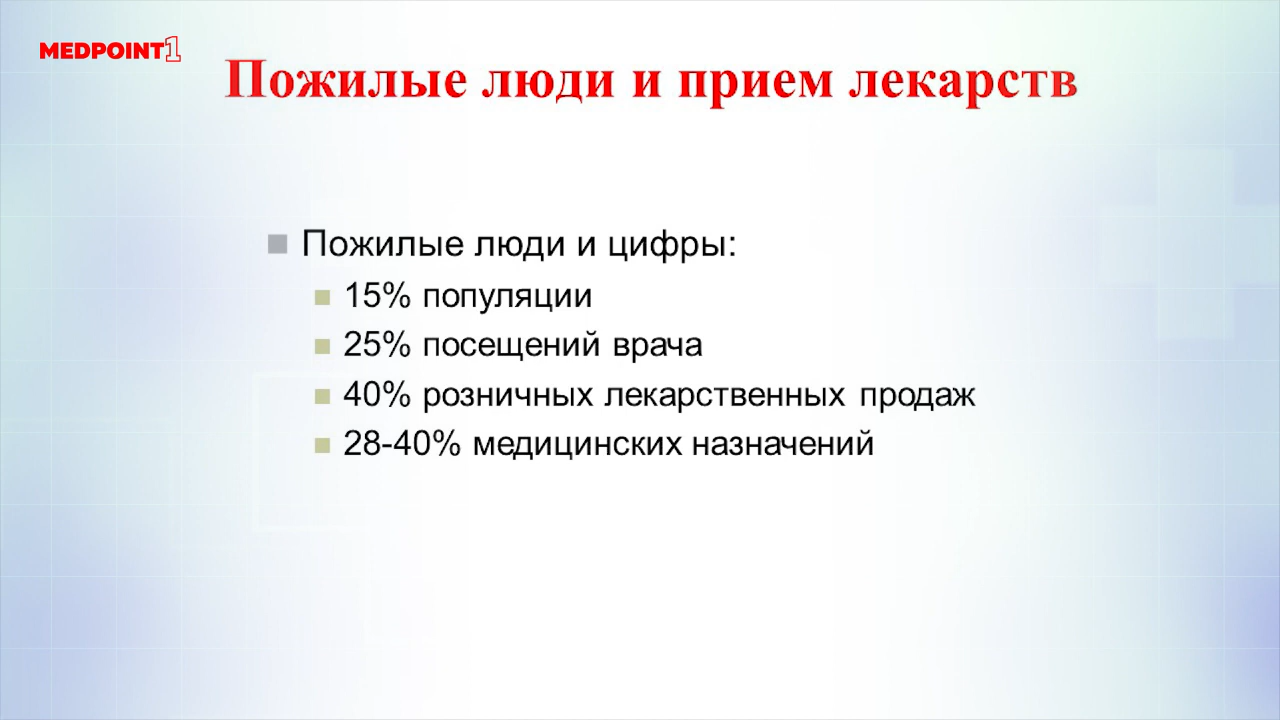 MEDPOINT1
Пожилые люди и прием лекарств
Пожилые люди и цифры:
15% популяции
25% посещений врача
40% розничных лекарственных продаж
28-40% медицинских назначений